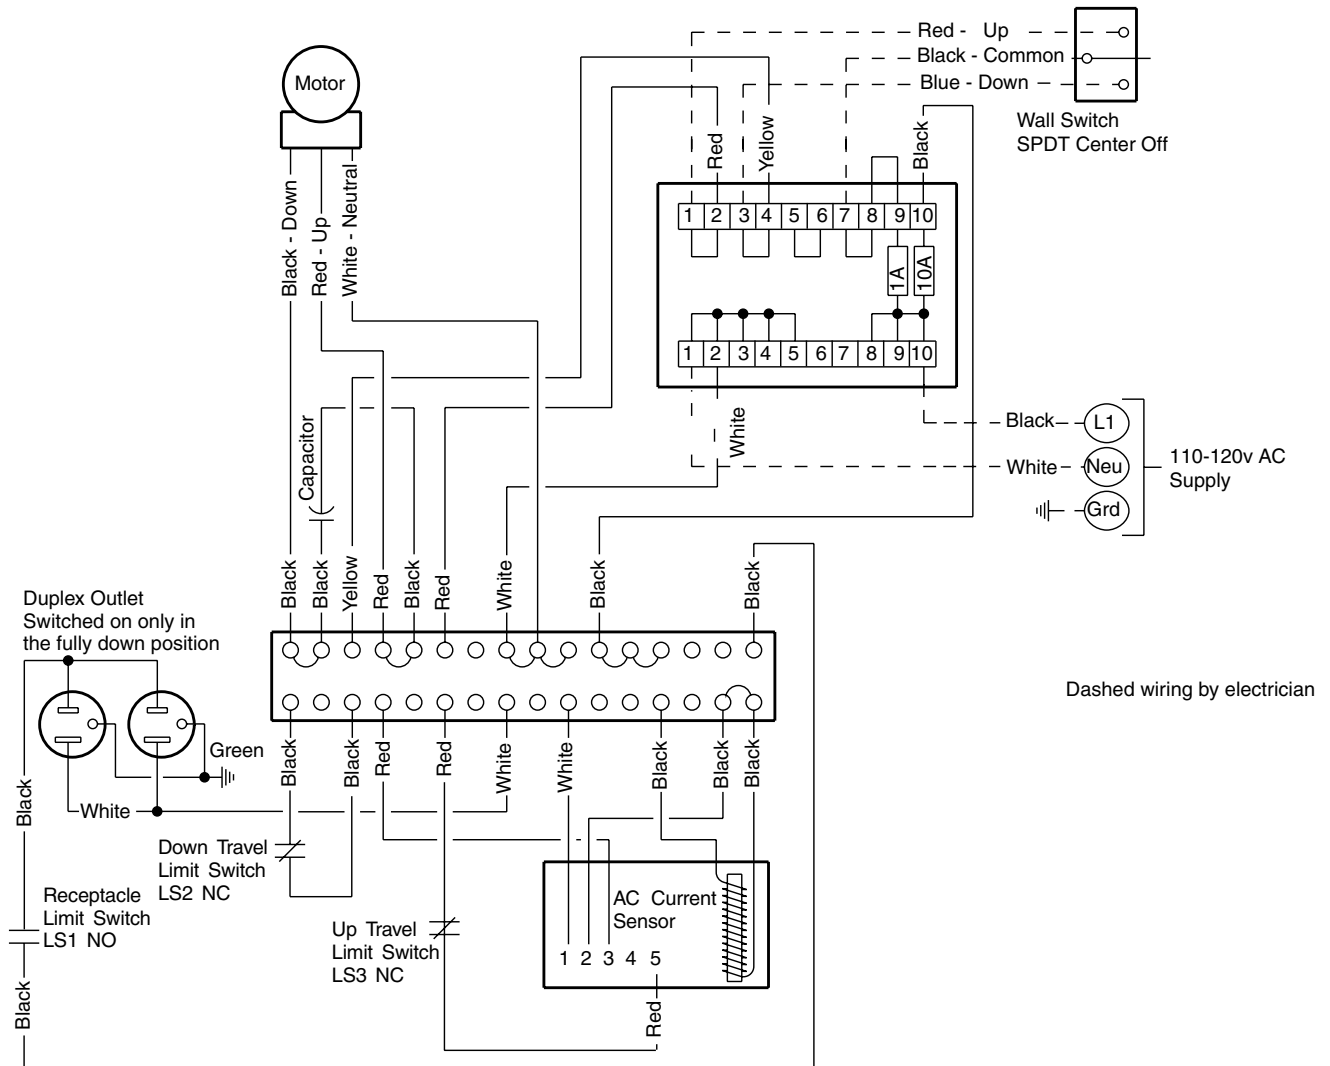 Red - Up
Black - Common
Blue - Down
Wall Switch
SPDT Center Off
Motor
Black - Down
Red - Up
White - Neutral
Red
Yellow
Black
1 2 3 4 5 6 7 8 9 10
1A
10A
1 2 3 4 5 6 7 8 9 10
White
Black
L1
White
Neu
Grd
110-120v AC
Supply
Capacitor
Black
Black
Yellow
Red
Black
Red
White
Black
Black
Duplex Outlet
Switched on only in
the fully down position
Dashed wiring by electrician
Green
Black
White
Black
Black
Red
Red
White
White
Black
Black
Black
Down Travel
Limit Switch
LS2 NC
Receptacle
Limit Switch
LS1 NO
Black
Up Travel
Limit Switch
LS3 NC
AC Current
Sensor
1 2 3 4 5
Red